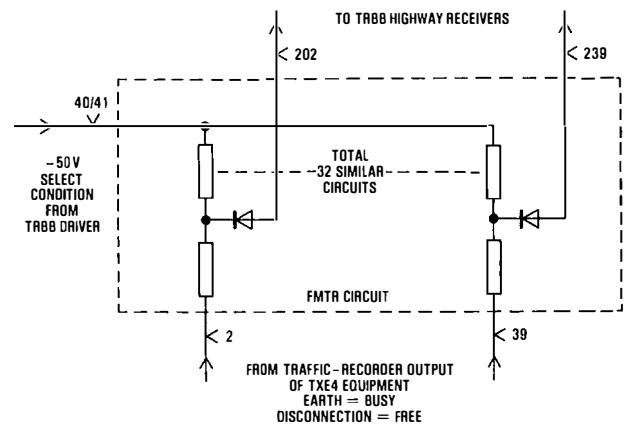 TO TRBB HIGHWAY RECEIVERS
202
239
40/41
–50 V
SELECT
CONDITION
FROM
TRBB DRIVER
TOTAL
32 SIMILAR
CIRCUITS
FMTR CIRCUIT
2
39
FROM TRAFFIC–RECORDER OUTPUT
OF TXE4 EQUIPMENT
EARTH = BUSY
DISCONNECTION = FREE